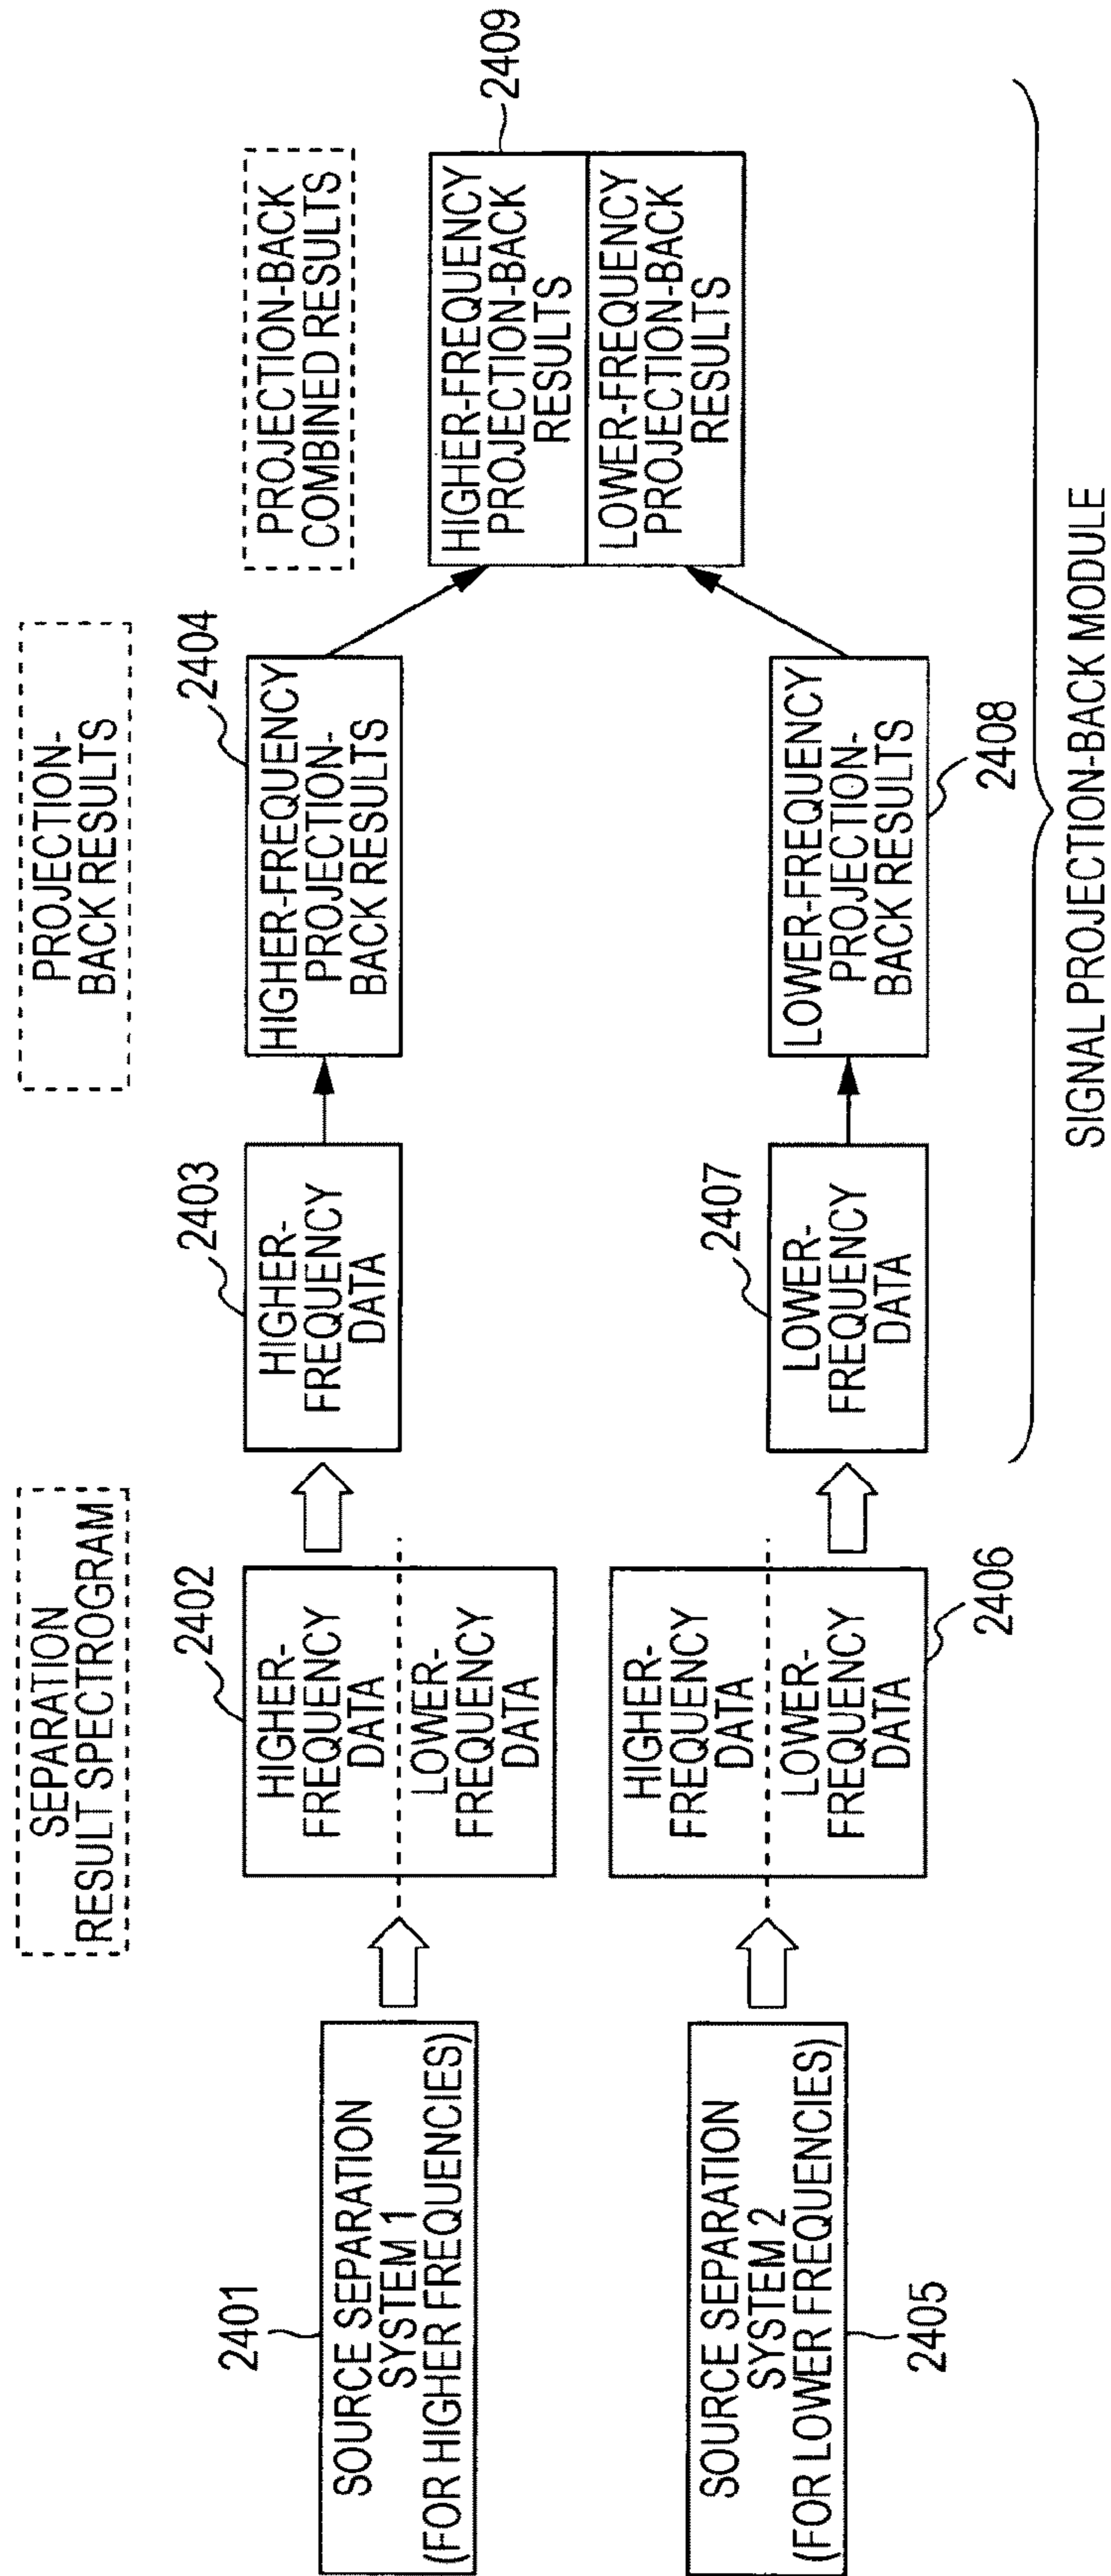 SEPARATION
RESULT SPECTROGRAM
PROJECTION-
BACK RESULTS
PROJECTION-BACK
COMBINED RESULTS
2401
SOURCE SEPARATION
SYSTEM 1
(FOR HIGHER FREQUENCIES)
2402
HIGHER-
FREQUENCY
DATA
LOWER-
FREQUENCY
DATA
2403
HIGHER-
FREQUENCY
DATA
2404
HIGHER-FREQUENCY
PROJECTION-
BACK RESULTS
2409
HIGHER-FREQUENCY
PROJECTION-BACK
RESULTS
LOWER-FREQUENCY
PROJECTION-BACK
RESULTS
SOURCE SEPARATION
SYSTEM 2
(FOR LOWER FREQUENCIES)
2405
HIGHER-
FREQUENCY
DATA
LOWER-
FREQUENCY
DATA
2406
2407
LOWER-
FREQUENCY
DATA
LOWER-FREQUENCY
PROJECTION-
BACK RESULTS
2408
SIGNAL PROJECTION-BACK MODULE